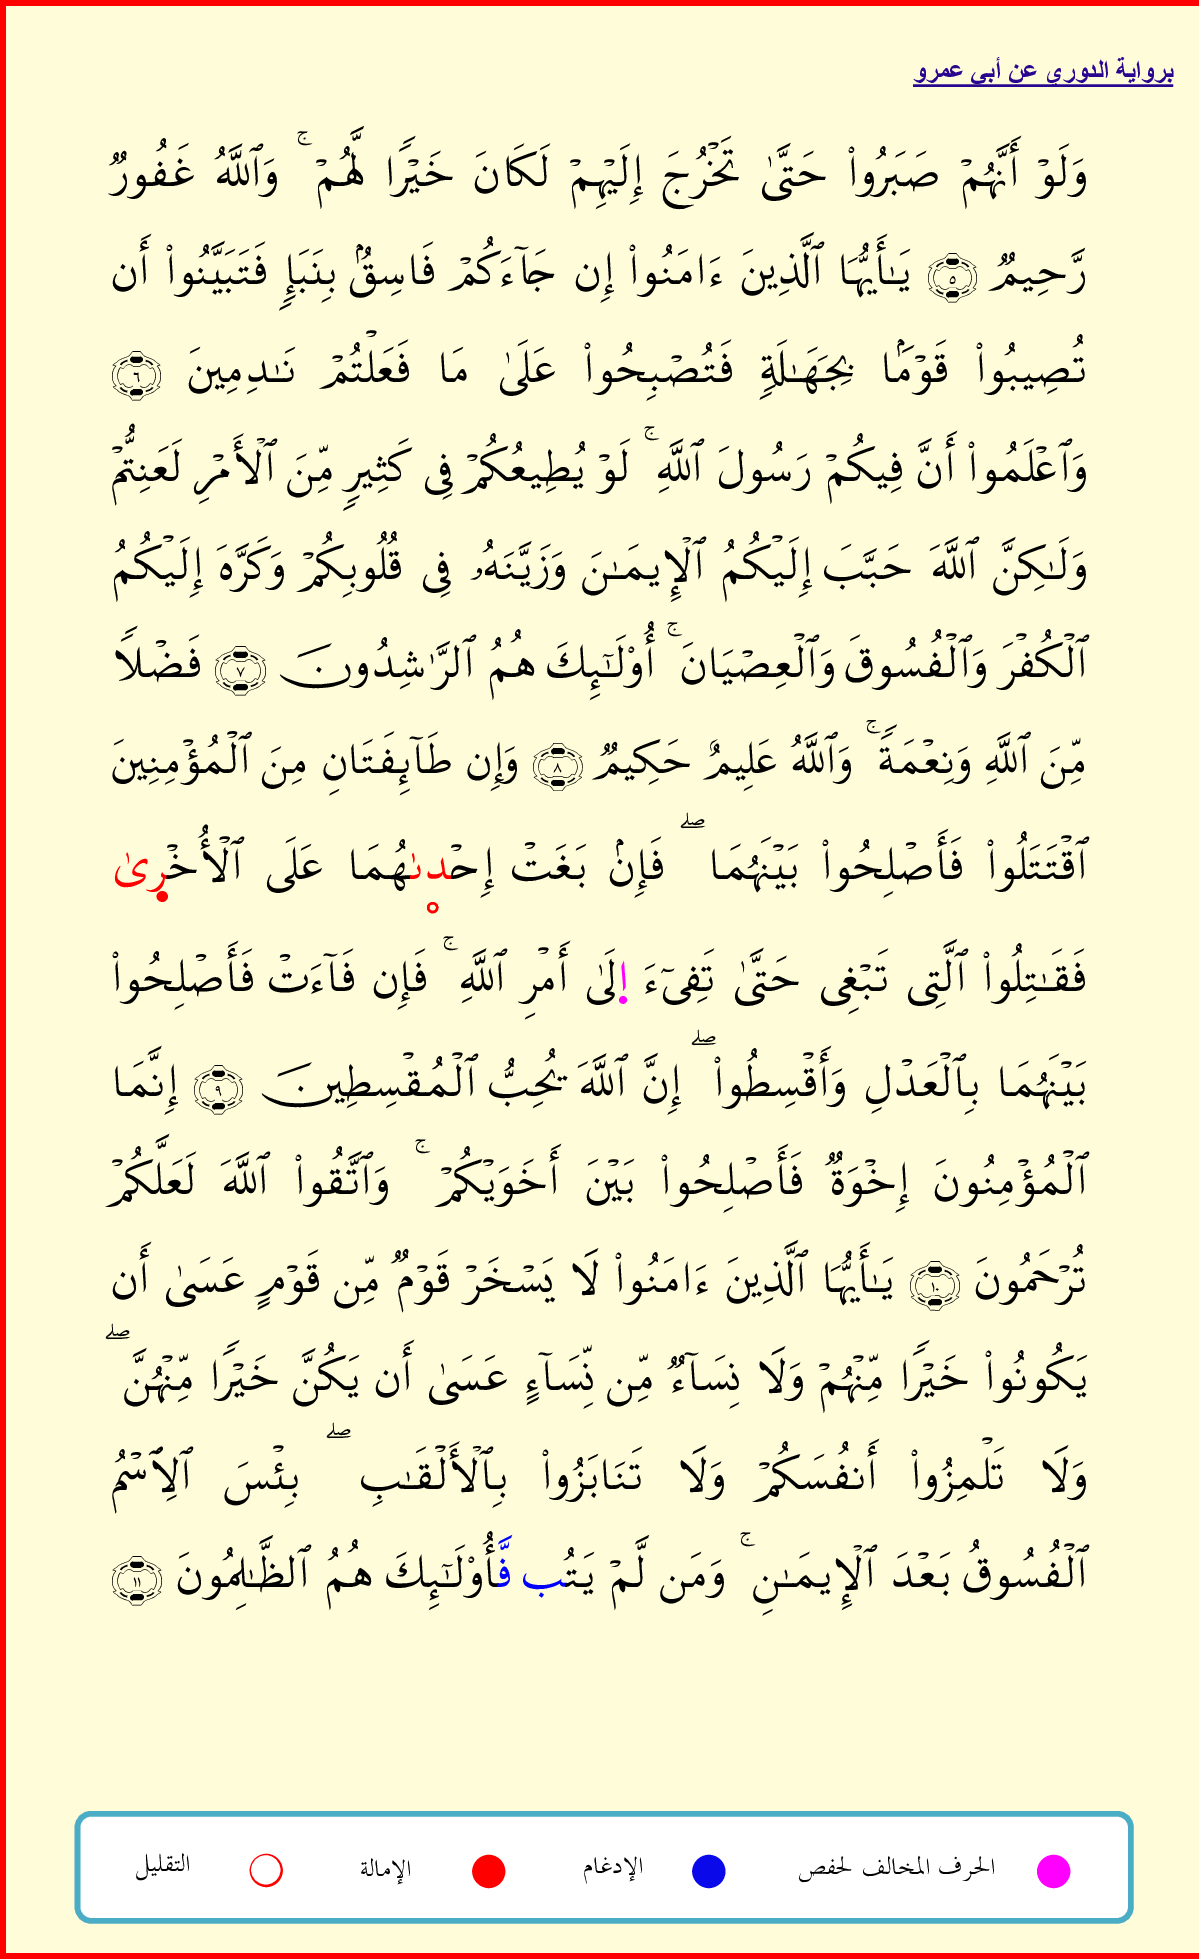 برواية الدوري عن أبي عمرو
وَلَوۡ أَنَّهُمۡ صَبَرُواْ حَتَّىٰ تَخۡرُجَ إِلَيۡهِمۡ لَكَانَ خَيۡرٗا لَّهُمۡۚ وَٱللَّهُ غَفُورٞ
رَّحِيمٞ ٥ يَٰٓأَيُّهَا ٱلَّذِينَ ءَامَنُواْ إِن جَآءَكُمۡ فَاسِقُۢ بِنَبَإٖ فَتَبَيَّنُواْ أَن
تُصِيبُواْ قَوۡمَۢا بِجَهَٰلَةٖ فَتُصۡبِحُواْ عَلَىٰ مَا فَعَلۡتُمۡ نَٰدِمِينَ ٦
وَٱعۡلَمُواْ أَنَّ فِيكُمۡ رَسُولَ ٱللَّهِۚ لَوۡ يُطِيعُكُمۡ فِي كَثِيرٖ مِّنَ ٱلۡأَمۡرِ لَعَنِتُّمۡ
وَلَٰكِنَّ ٱللَّهَ حَبَّبَ إِلَيۡكُمُ ٱلۡإِيمَٰنَ وَزَيَّنَهُۥ فِي قُلُوبِكُمۡ وَكَرَّهَ إِلَيۡكُمُ
ٱلۡكُفۡرَ وَٱلۡفُسُوقَ وَٱلۡعِصۡيَانَۚ أُوْلَٰٓئِكَ هُمُ ٱلرَّٰشِدُونَ ٧ فَضۡلٗا
مِّنَ ٱللَّهِ وَنِعۡمَةٗۚ وَٱللَّهُ عَلِيمٌ حَكِيمٞ ٨ وَإِن طَآئِفَتَانِ مِنَ ٱلۡمُؤۡمِنِينَ
ٱقۡتَتَلُواْ فَأَصۡلِحُواْ بَيۡنَهُمَاۖ فَإِنۢ بَغَتۡ إِحۡدىٰهُمَا عَلَى ٱلۡأُخۡرىٰ
فَقَٰتِلُواْ ٱلَّتِي تَبۡغِي حَتَّىٰ تَفِيٓءَ اِلَىٰٓ أَمۡرِ ٱللَّهِۚ فَإِن فَآءَتۡ فَأَصۡلِحُواْ
بَيۡنَهُمَا بِٱلۡعَدۡلِ وَأَقۡسِطُوٓاْۖ إِنَّ ٱللَّهَ يُحِبُّ ٱلۡمُقۡسِطِينَ ٩ إِنَّمَا
ٱلۡمُؤۡمِنُونَ إِخۡوَةٞ فَأَصۡلِحُواْ بَيۡنَ أَخَوَيۡكُمۡۚ وَٱتَّقُواْ ٱللَّهَ لَعَلَّكُمۡ
تُرۡحَمُونَ ١٠ يَٰٓأَيُّهَا ٱلَّذِينَ ءَامَنُواْ لَا يَسۡخَرۡ قَوۡمٞ مِّن قَوۡمٍ عَسَىٰٓ أَن
يَكُونُواْ خَيۡرٗا مِّنۡهُمۡ وَلَا نِسَآءٞ مِّن نِّسَآءٍ عَسَىٰٓ أَن يَكُنَّ خَيۡرٗا مِّنۡهُنَّۖ
وَلَا تَلۡمِزُوٓاْ أَنفُسَكُمۡ وَلَا تَنَابَزُواْ بِٱلۡأَلۡقَٰبِۖ بِئۡسَ ٱلِٱسۡمُ
ٱلۡفُسُوقُ بَعۡدَ ٱلۡإِيمَٰنِۚ وَمَن لَّمۡ يَتُب فَّأُوْلَٰٓئِكَ هُمُ ٱلظَّٰلِمُونَ ١١
الحرف المخالف لحفص الإدغام الإمالة التقليل